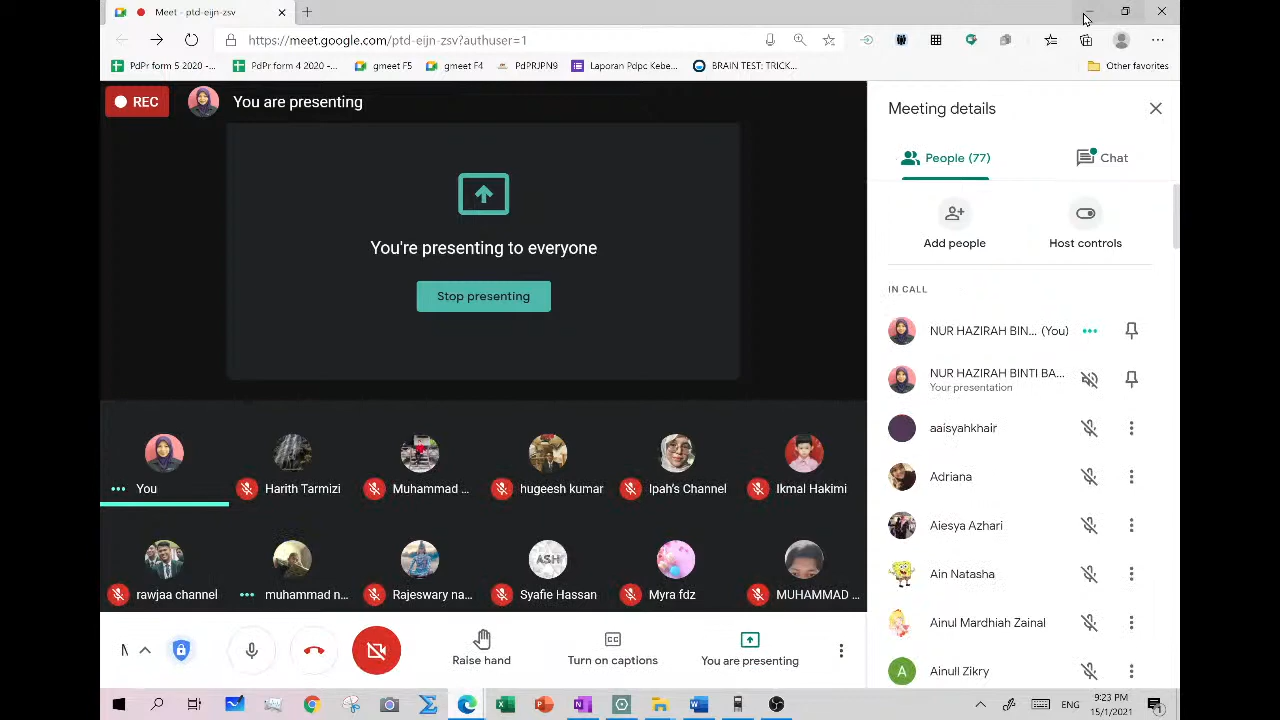 Meet - ptd-eijn-zsv
https://meet.google.com/ptd-eijn-zsv?authuser=1
PdPr form 5 2020 -...
PdPr form 4 2020 -...
gmeet F5
gmeet F4
PdPRJPN9
Laporan Pdpc Kebe...
BRAIN TEST: TRICK...
Other favorites
REC
You are presenting
You're presenting to everyone
Stop presenting
You
Harith Tarmizi
Muhammad ...
hugeesh kumar
Ipah's Channel
Ikmal Hakimi
rawjaa channel
muhammad n...
Rajeswary na...
ASH
Syafie Hassan
Myra fdz
MUHAMMAD ...
Raise hand
Turn on captions
You are presenting
Meeting details
People (77)
Chat
Add people
Host controls
IN CALL
NUR HAZIRAH BIN... (You)
NUR HAZIRAH BINTI BA...
Your presentation
aaisyahkhair
Adriana
Aiesya Azhari
Ain Natasha
Ainul Mardhiah Zainal
A
Ainull Zikry
ENG
9:23 PM
15/1/2021